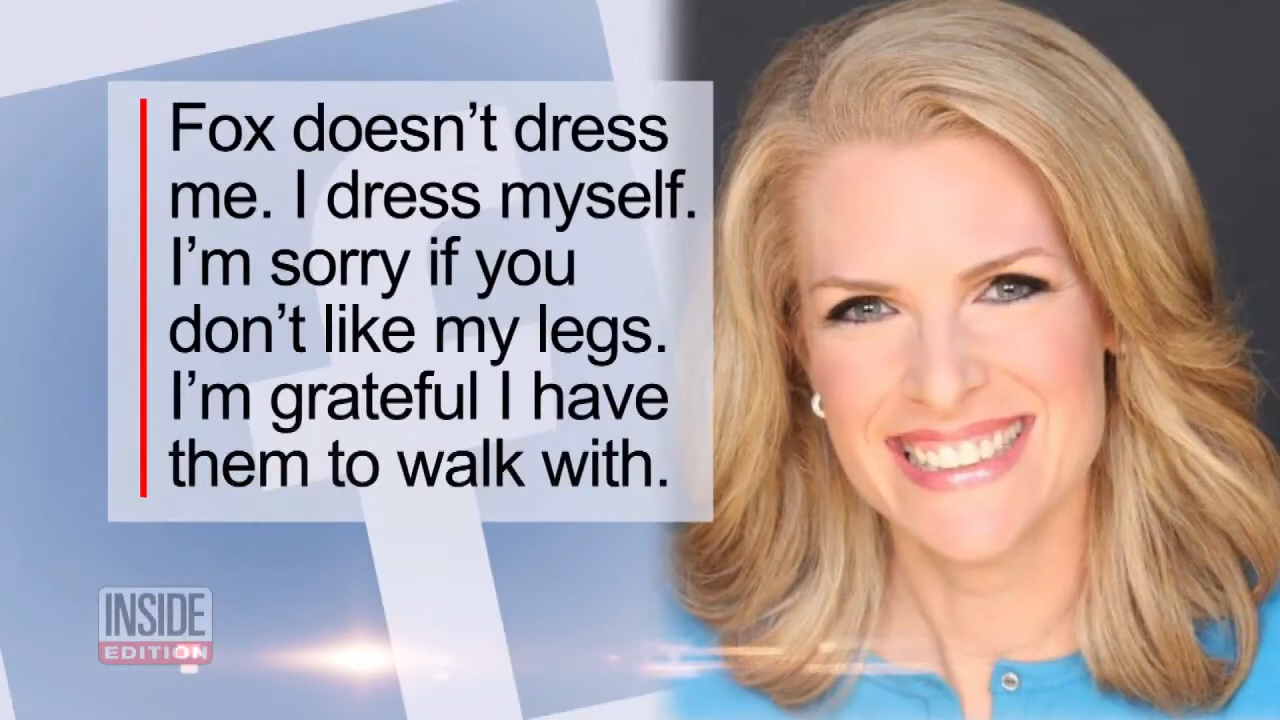 Fox doesn’t dress
me. I dress myself.
I’m sorry if you
don’t like my legs.
I’m grateful I have
them to walk with.
INSIDE
EDITION